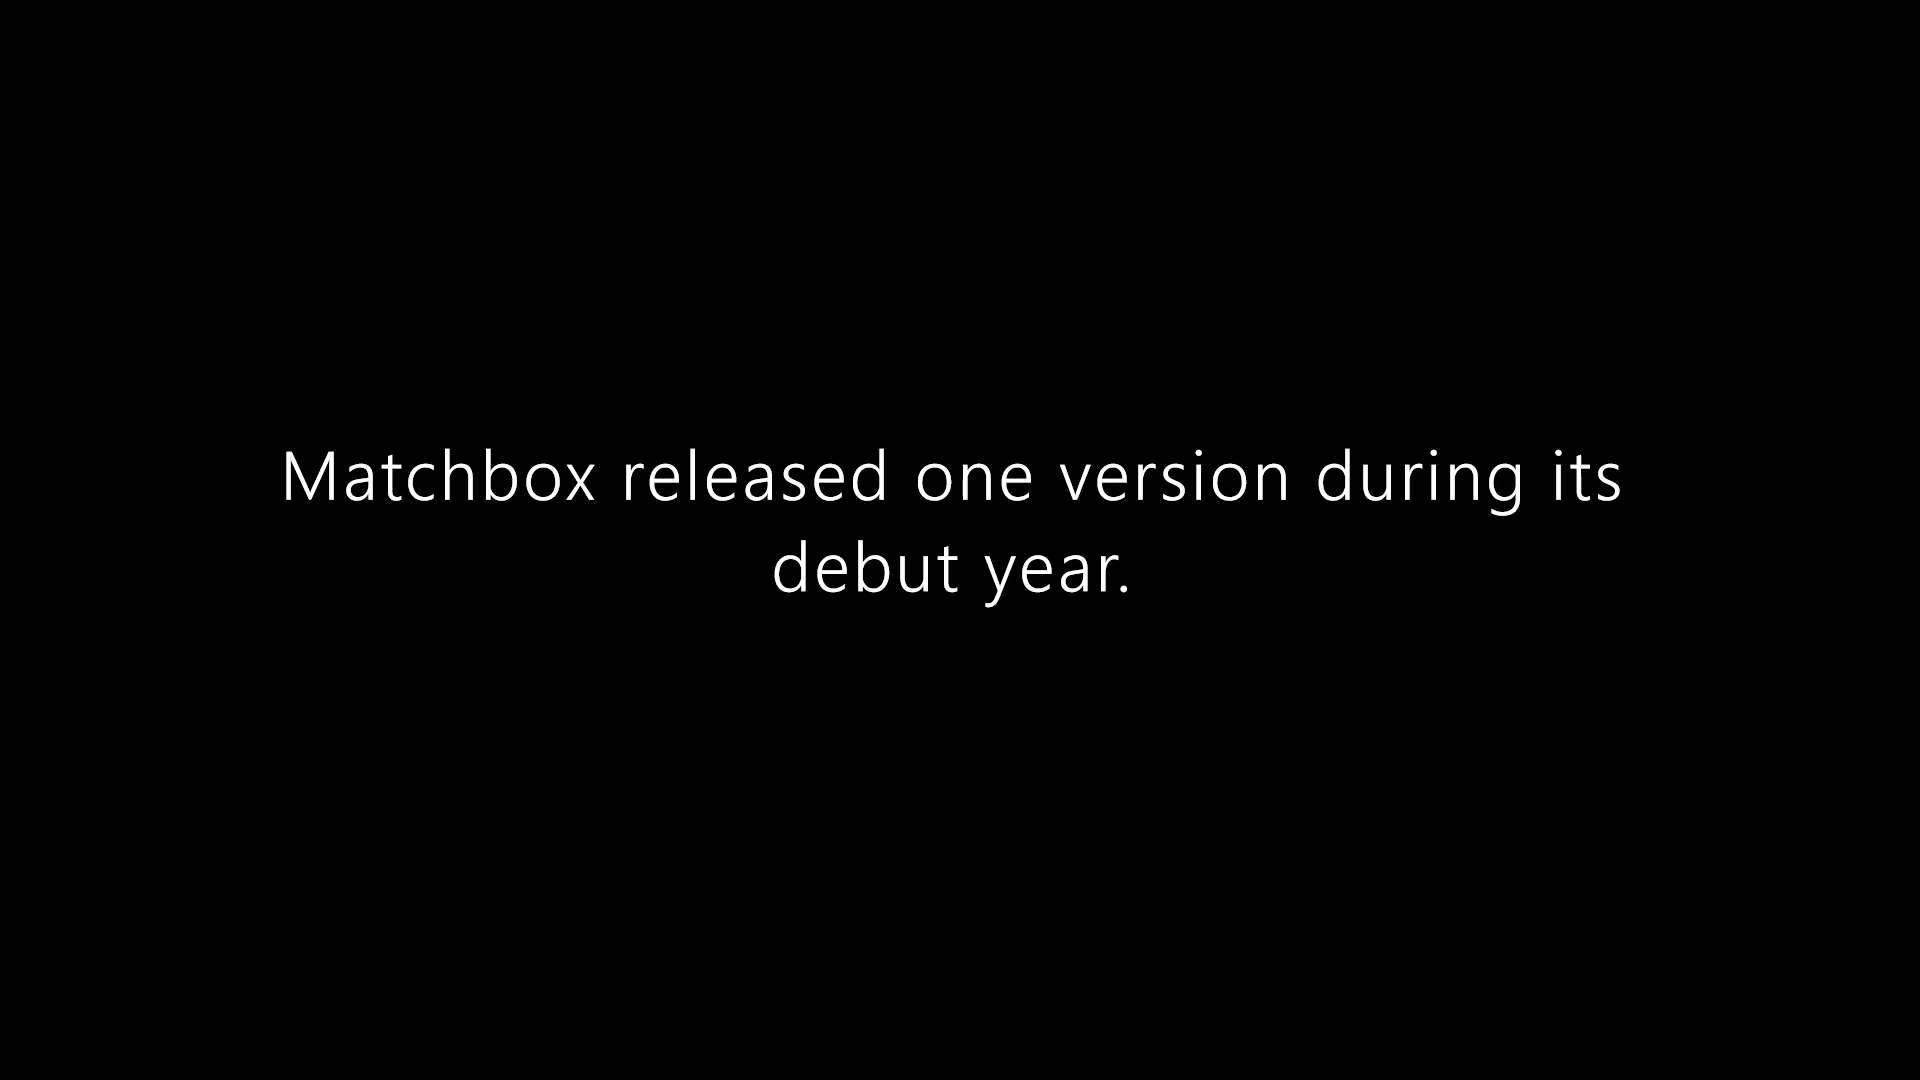 Matchbox released one version during its
debut year.